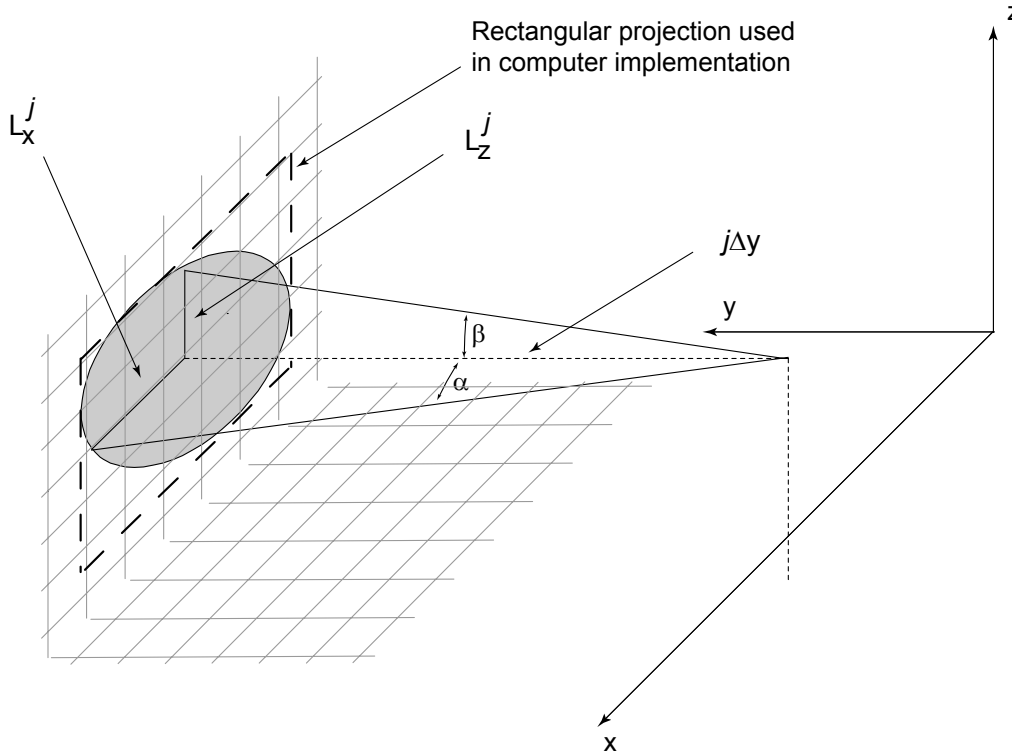 z
Rectangular projection used
in computer implementation
L_x^j
L_z^j
jΔy
y
β
α
x